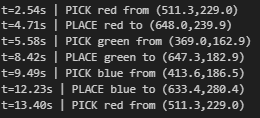 t=2.54s | PICK red from (511.3,229.0)
t=4.71s | PLACE red to (648.0,239.9)
t=5.58s | PICK green from (369.0,162.9)
t=8.42s | PLACE green to (647.3,182.9)
t=9.49s | PICK blue from (413.6,186.5)
t=12.23s | PLACE blue to (633.4,280.4)
t=13.40s | PICK red from (511.3,229.0)